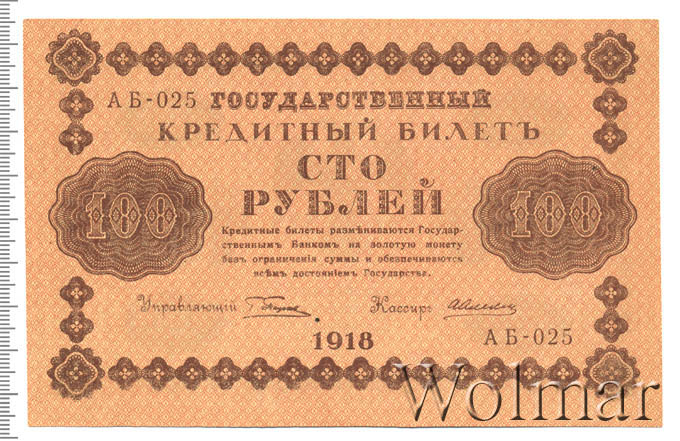 АБ-025 ГОСУДАРСТВЕННЫЙ
КРЕДИТНЫЙ БИЛЕТЪ
СТО
РУБЛЕЙ
100 100
Кредитные билеты размѣниваются Государ-
ственнымъ Банкомъ на золотую монету
безъ ограниченія суммы и обезпечиваются
всѣмъ достояніемъ Государства.
Управляющій Кассиръ
1918 АБ-025
Wolmar